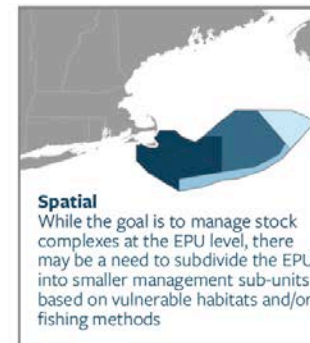 Spatial
While the goal is to manage stock
complexes at the EPU level, there
may be a need to subdivide the EPU
into smaller management sub-units
based on vulnerable habitats and/or
fishing methods